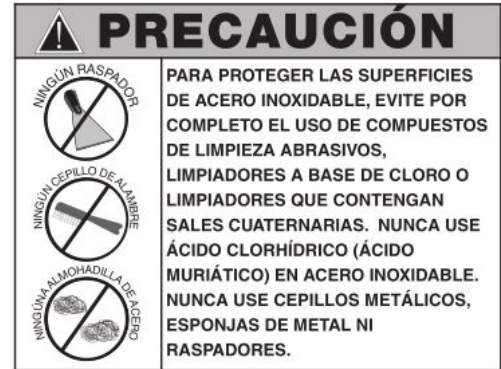 PRECAUCIÓN
NINGÚN RASPADOR
NINGÚN CEPILLO DE ALAMBRE
NINGÚNA ALMOHADILLA DE ACERO
PARA PROTEGER LAS SUPERFICIES
DE ACERO INOXIDABLE, EVITE POR
COMPLETO EL USO DE COMPUESTOS
DE LIMPIEZA ABRASIVOS,
LIMPIADORES A BASE DE CLORO O
LIMPIADORES QUE CONTENGAN
SALES CUATERNARIAS. NUNCA USE
ÁCIDO CLORHÍDRICO (ÁCIDO
MURIÁTICO) EN ACERO INOXIDABLE.
NUNCA USE CEPILLOS METÁLICOS,
ESPONJAS DE METAL NI
RASPADORES.